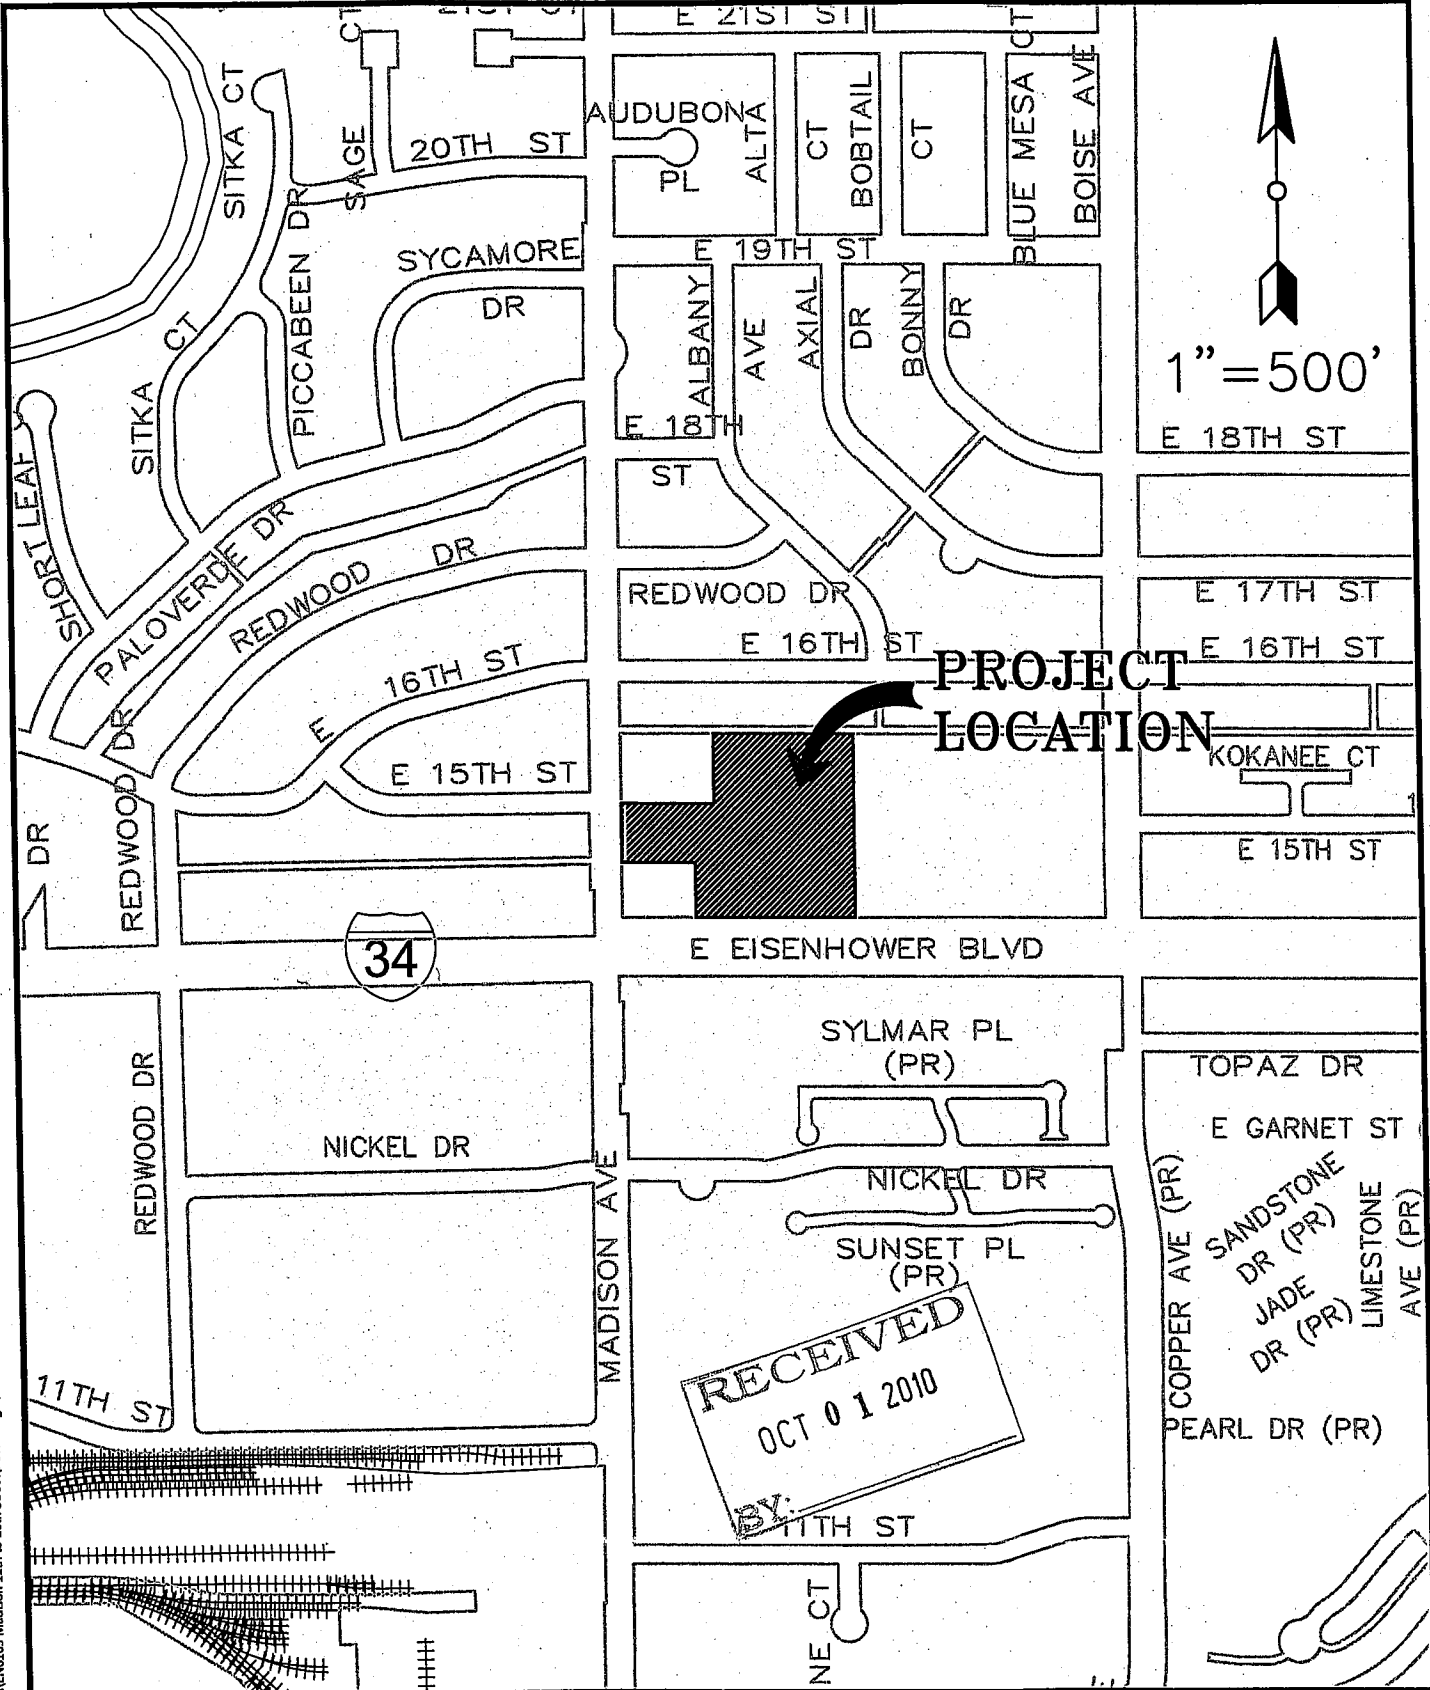 E 21ST ST
CT
SITKA CT
SAGE
20TH ST
AUDUBON
PL
ALTA
CT
BOBTAIL
CT
BLUE MESA CT
BOISE AVE
PICCABEEN DR
SYCAMORE
DR
E 19TH ST
ALBANY
AVE
AXIAL
DR
BONNY
DR
1"=500'
SITKA CT
E 18TH
ST
E 18TH ST
SHORTLEAF
PALOVERDE DR
REDWOOD DR
REDWOOD DR
E 17TH ST
E 16TH ST
E 16TH ST
E 16TH ST
PROJECT
LOCATION
KOKANEE CT
E 15TH ST
E 15TH ST
REDWOOD DR
DR
34
E EISENHOWER BLVD
SYLMAR PL
(PR)
TOPAZ DR
E GARNET ST
REDWOOD DR
NICKEL DR
MADISON AVE
NICKEL DR
SUNSET PL
(PR)
COPPER AVE (PR)
SANDSTONE
DR (PR)
JADE
DR (PR)
LIMESTONE
AVE (PR)
PEARL DR (PR)
RECEIVED
OCT 01 2010
BY:
11TH ST
11TH ST
NE CT